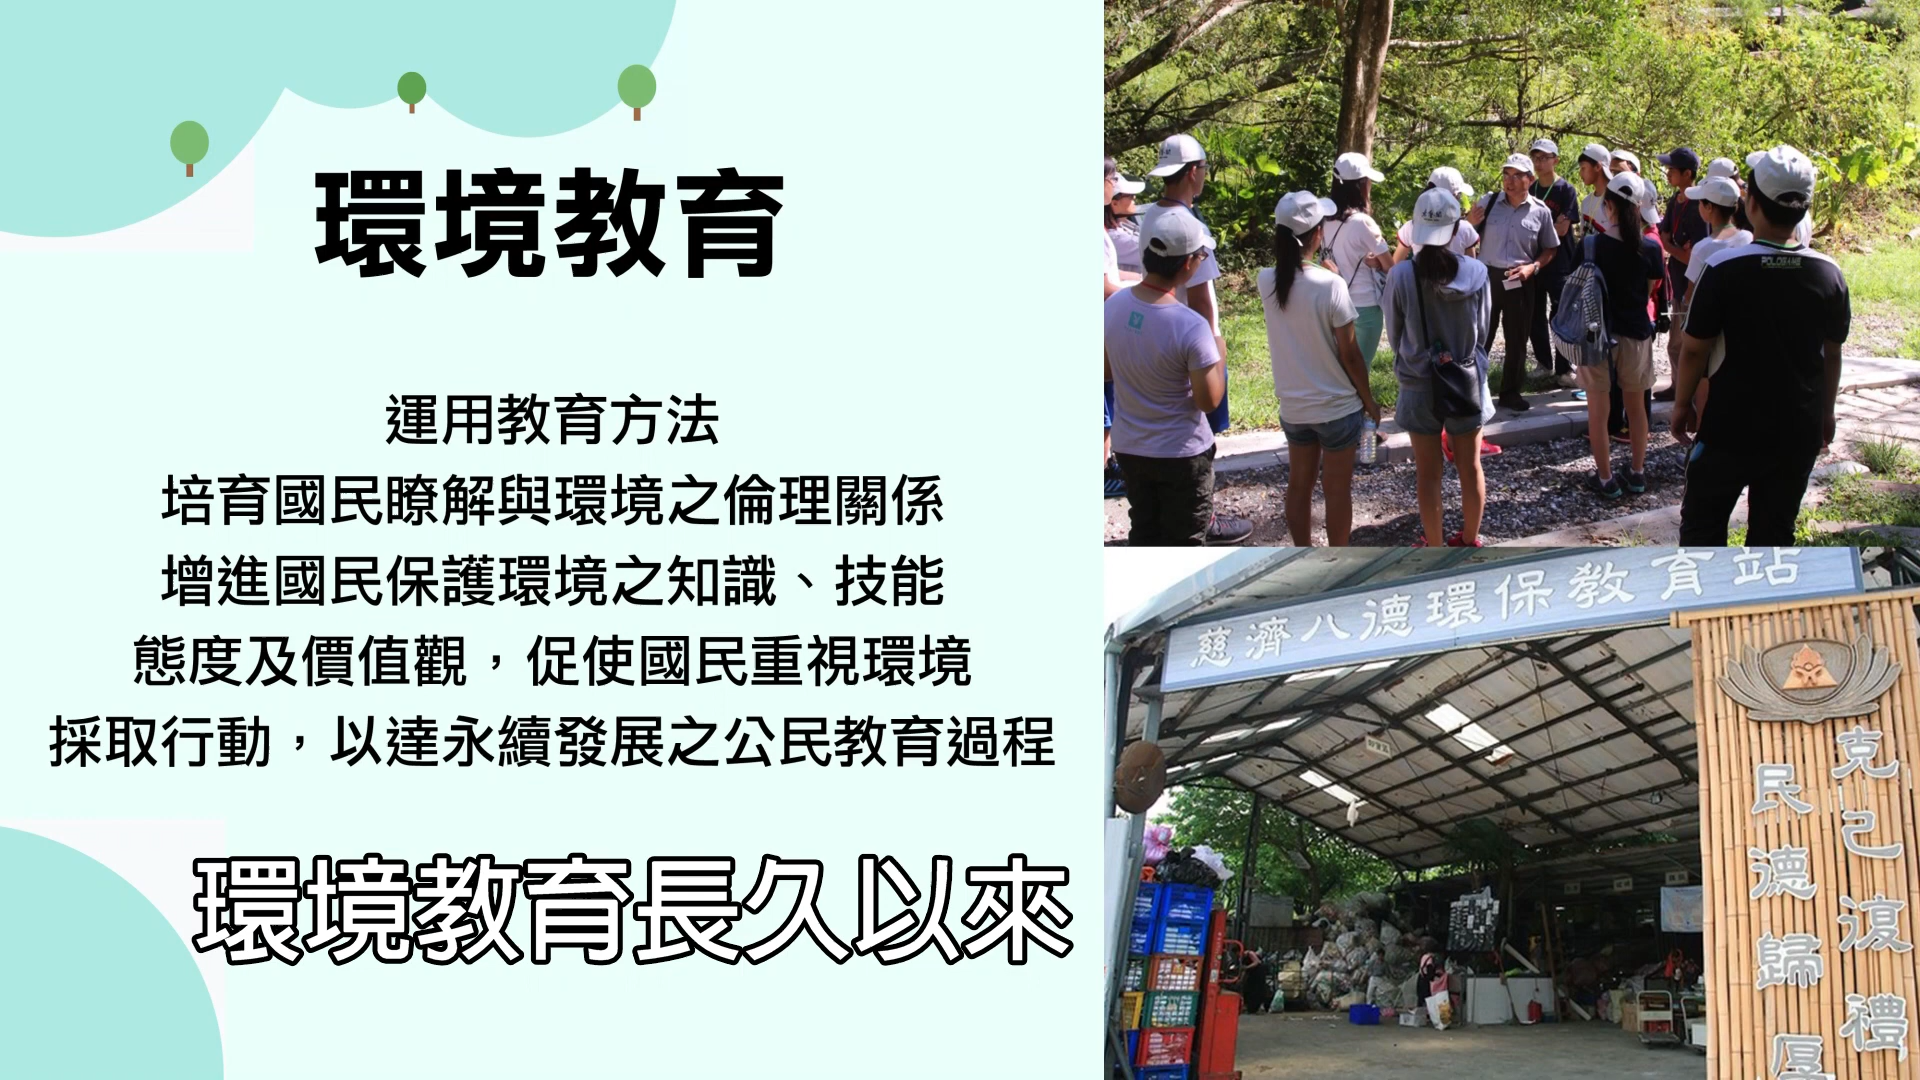 環境教育
運用教育方法
培育國民瞭解與環境之倫理關係
增進國民保護環境之知識、技能
態度及價值觀，促使國民重視環境
採取行動，以達永續發展之公民教育過程
環境教育長久以來
POLOGAME
慈濟八德環保教育站
克己復禮
民德歸厚